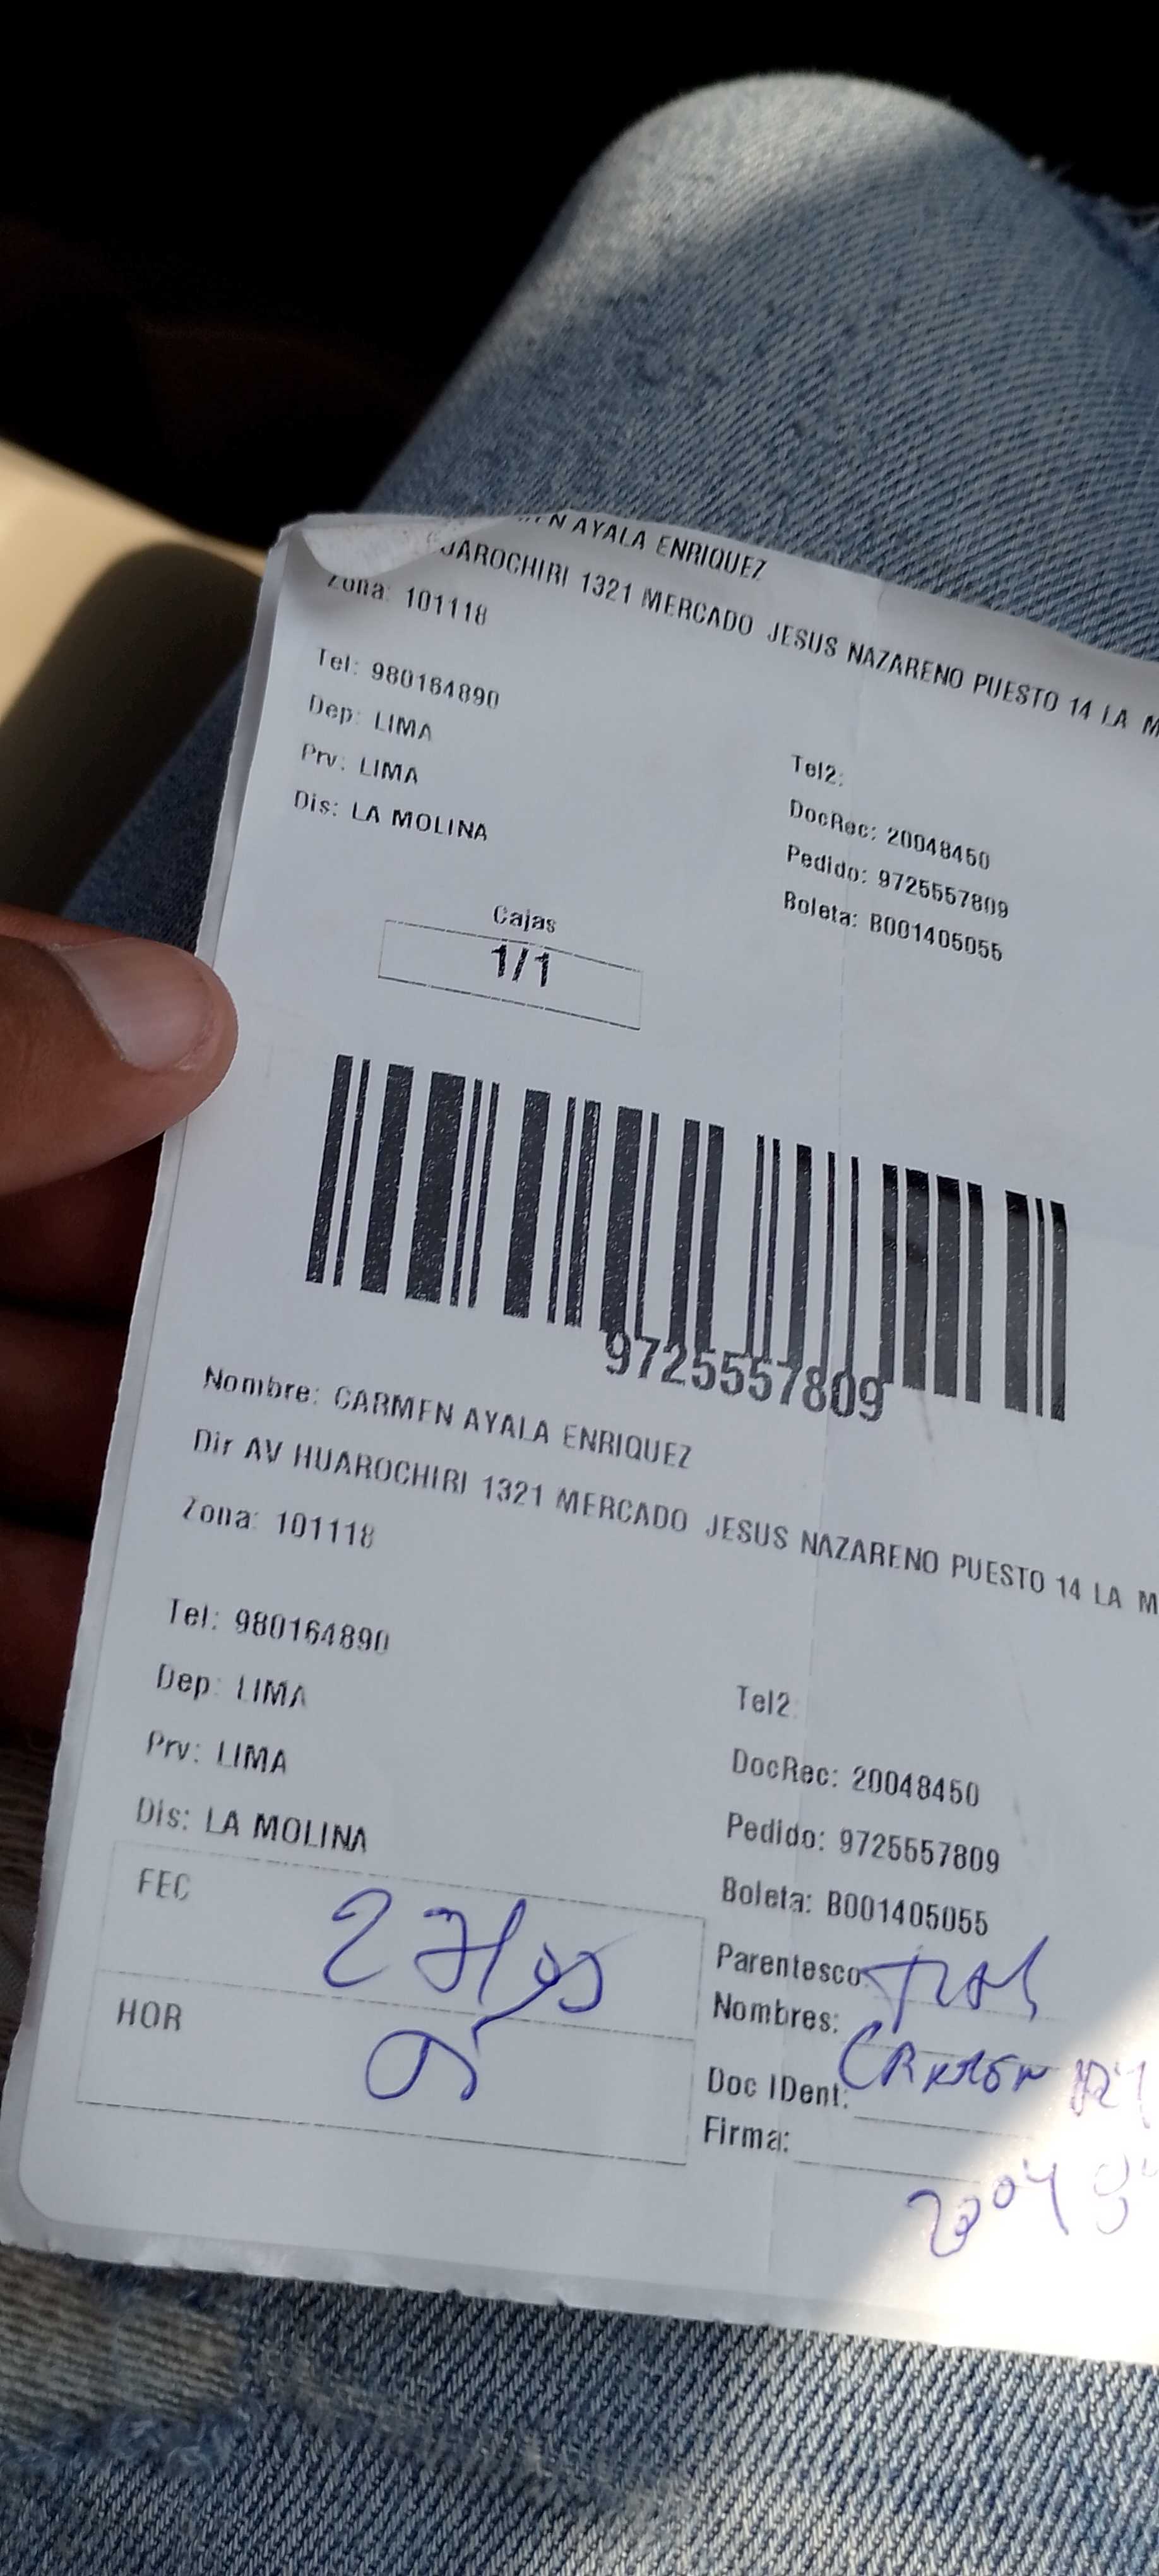 N AYALA ENRIQUEZ
HUAROCHIRI 1321 MERCADO JESUS NAZARENO PUESTO 14 LA M
Zona: 101118
Tel: 980164890
Dep: LIMA
Prv: LIMA
Dis: LA MOLINA
Tel2:
DocRec: 20048450
Pedido: 9725557809
Boleta: B001405055
Cajas
1/1
9725557809
Nombre: CARMEN AYALA ENRIQUEZ
Dir AV HUAROCHIRI 1321 MERCADO JESUS NAZARENO PUESTO 14 LA M
Zona: 101118
Tel: 980164890
Dep: LIMA
Prv: LIMA
Dis: LA MOLINA
Tel2:
DocRec: 20048450
Pedido: 9725557809
Boleta: B001405055
FEC 27/05
HOR
Parentesco:
Nombres:
Doc IDent:
Firma: